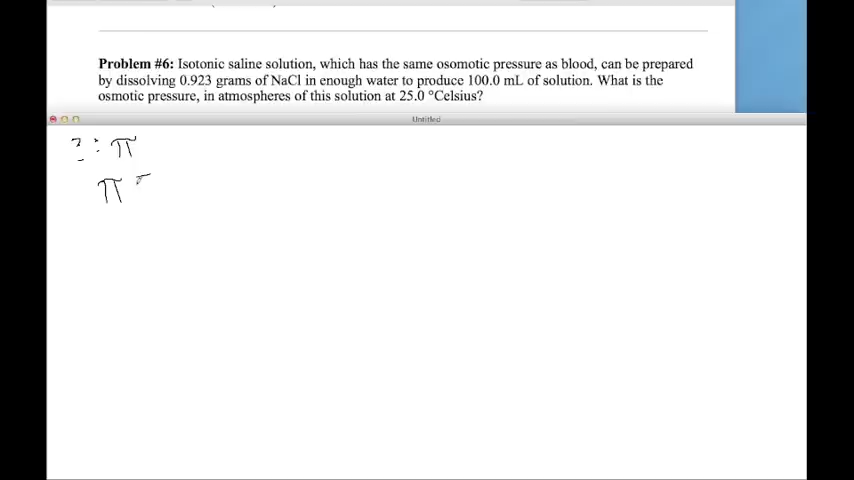 Problem #6: Isotonic saline solution, which has the same osomotic pressure as blood, can be prepared
by dissolving 0.923 grams of NaCl in enough water to produce 100.0 mL of solution. What is the
osmotic pressure, in atmospheres of this solution at 25.0 °Celsius?
Untitled
? : π
π =